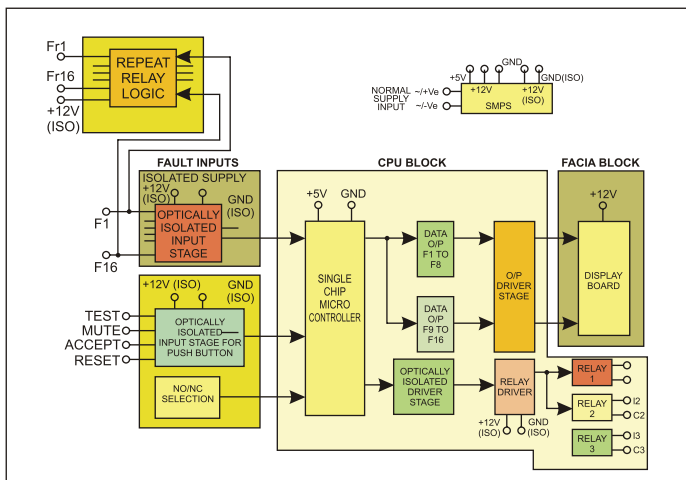 Fr1
Fr16
+12V
(ISO)
REPEAT
RELAY
LOGIC
GND
+5V
+12V
+12V
(ISO)
GND(ISO)
NORMAL
SUPPLY
INPUT
~/+Ve
~/-Ve
SMPS
FAULT INPUTS
ISOLATED SUPPLY
+12V
(ISO)
GND
(ISO)
F1
F16
OPTICALLY
ISOLATED
INPUT
STAGE
+12V (ISO)
GND
(ISO)
TEST
MUTE
ACCEPT
RESET
OPTICALLY
ISOLATED
INPUT STAGE FOR
PUSH BUTTON
NO/NC
SELECTION
CPU BLOCK
+5V
GND
SINGLE
CHIP
MICRO
CONTROLLER
DATA
O/P
F1 TO
F8
DATA
O/P
F9 TO
F16
OPTICALLY
ISOLATED
DRIVER
STAGE
O/P
DRIVER
STAGE
RELAY
DRIVER
+12V
(ISO)
GND
(ISO)
FACIA BLOCK
+12V
DISPLAY
BOARD
RELAY
1
RELAY
2
I2
C2
RELAY
3
I3
C3